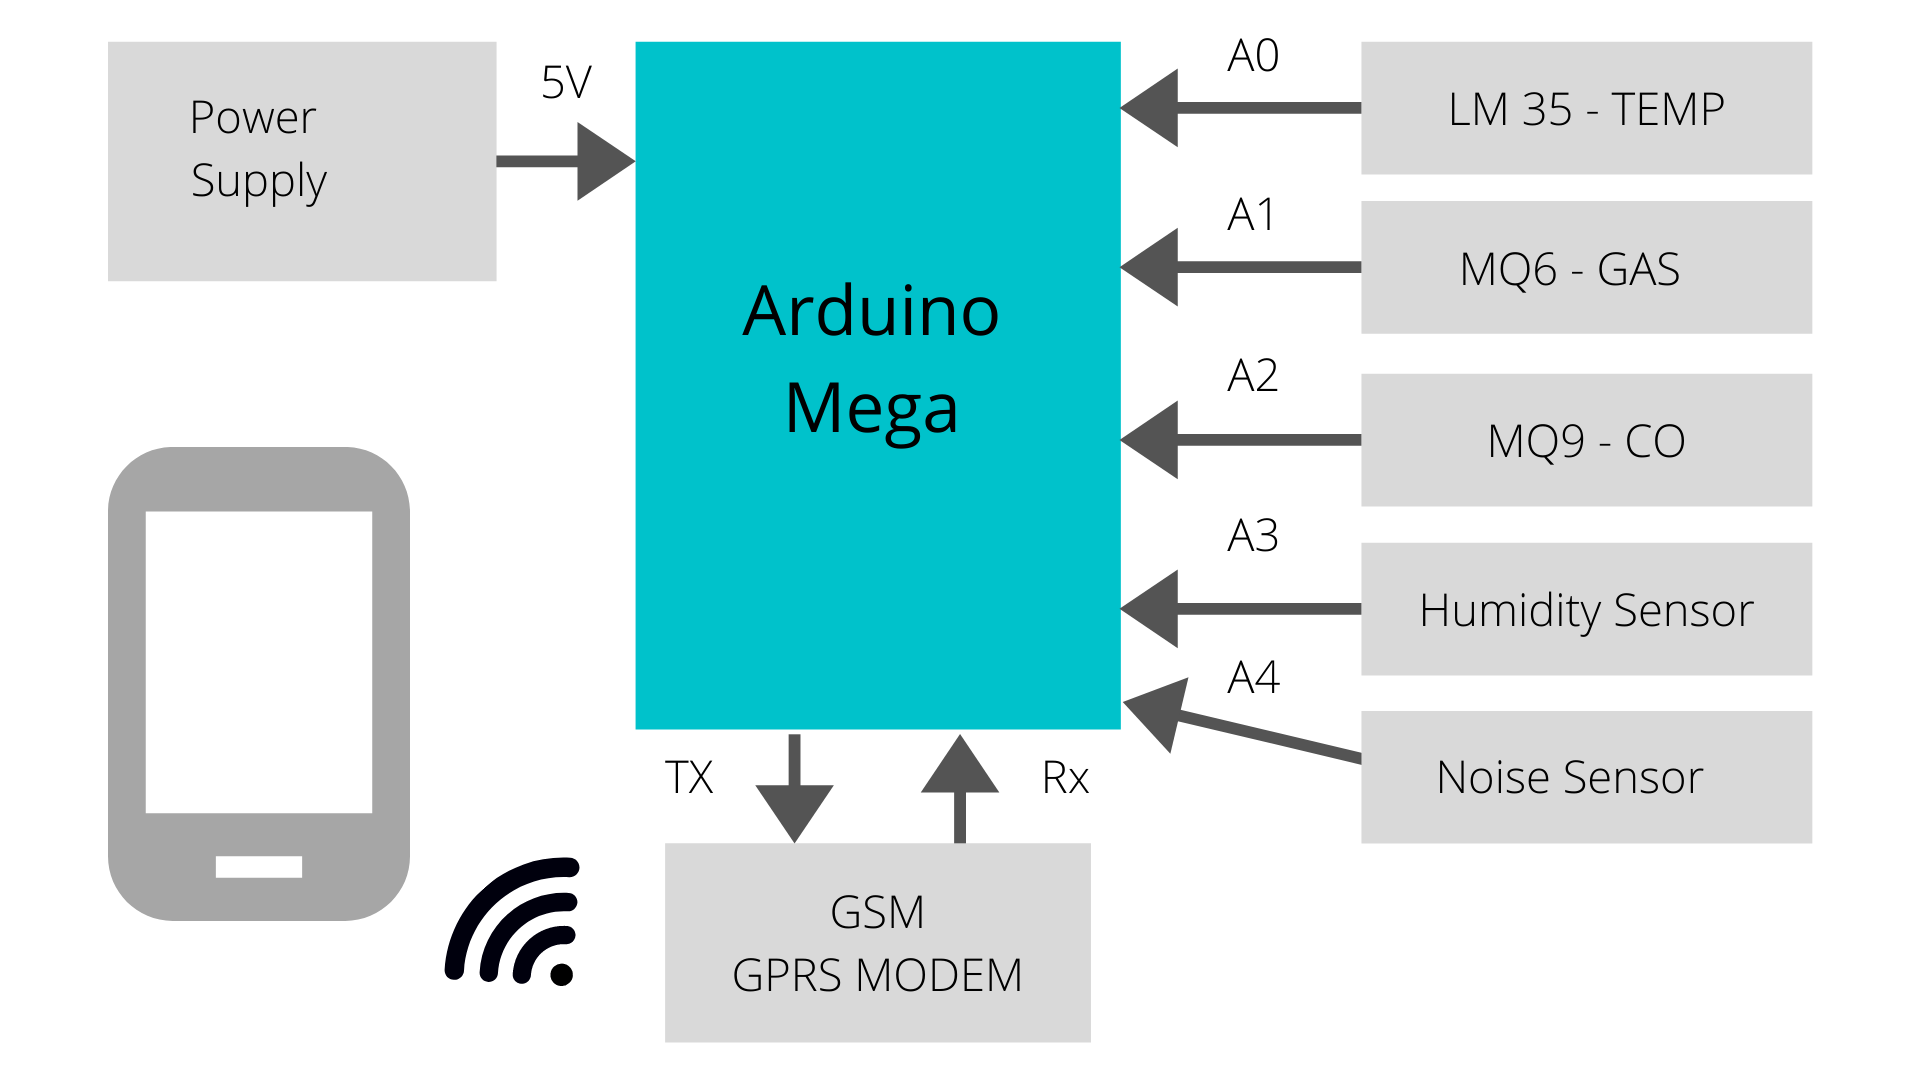 Power
Supply
5V
Arduino
Mega
A0
LM 35 - TEMP
A1
MQ6 - GAS
A2
MQ9 - CO
A3
Humidity Sensor
A4
Noise Sensor
TX
Rx
GSM
GPRS MODEM